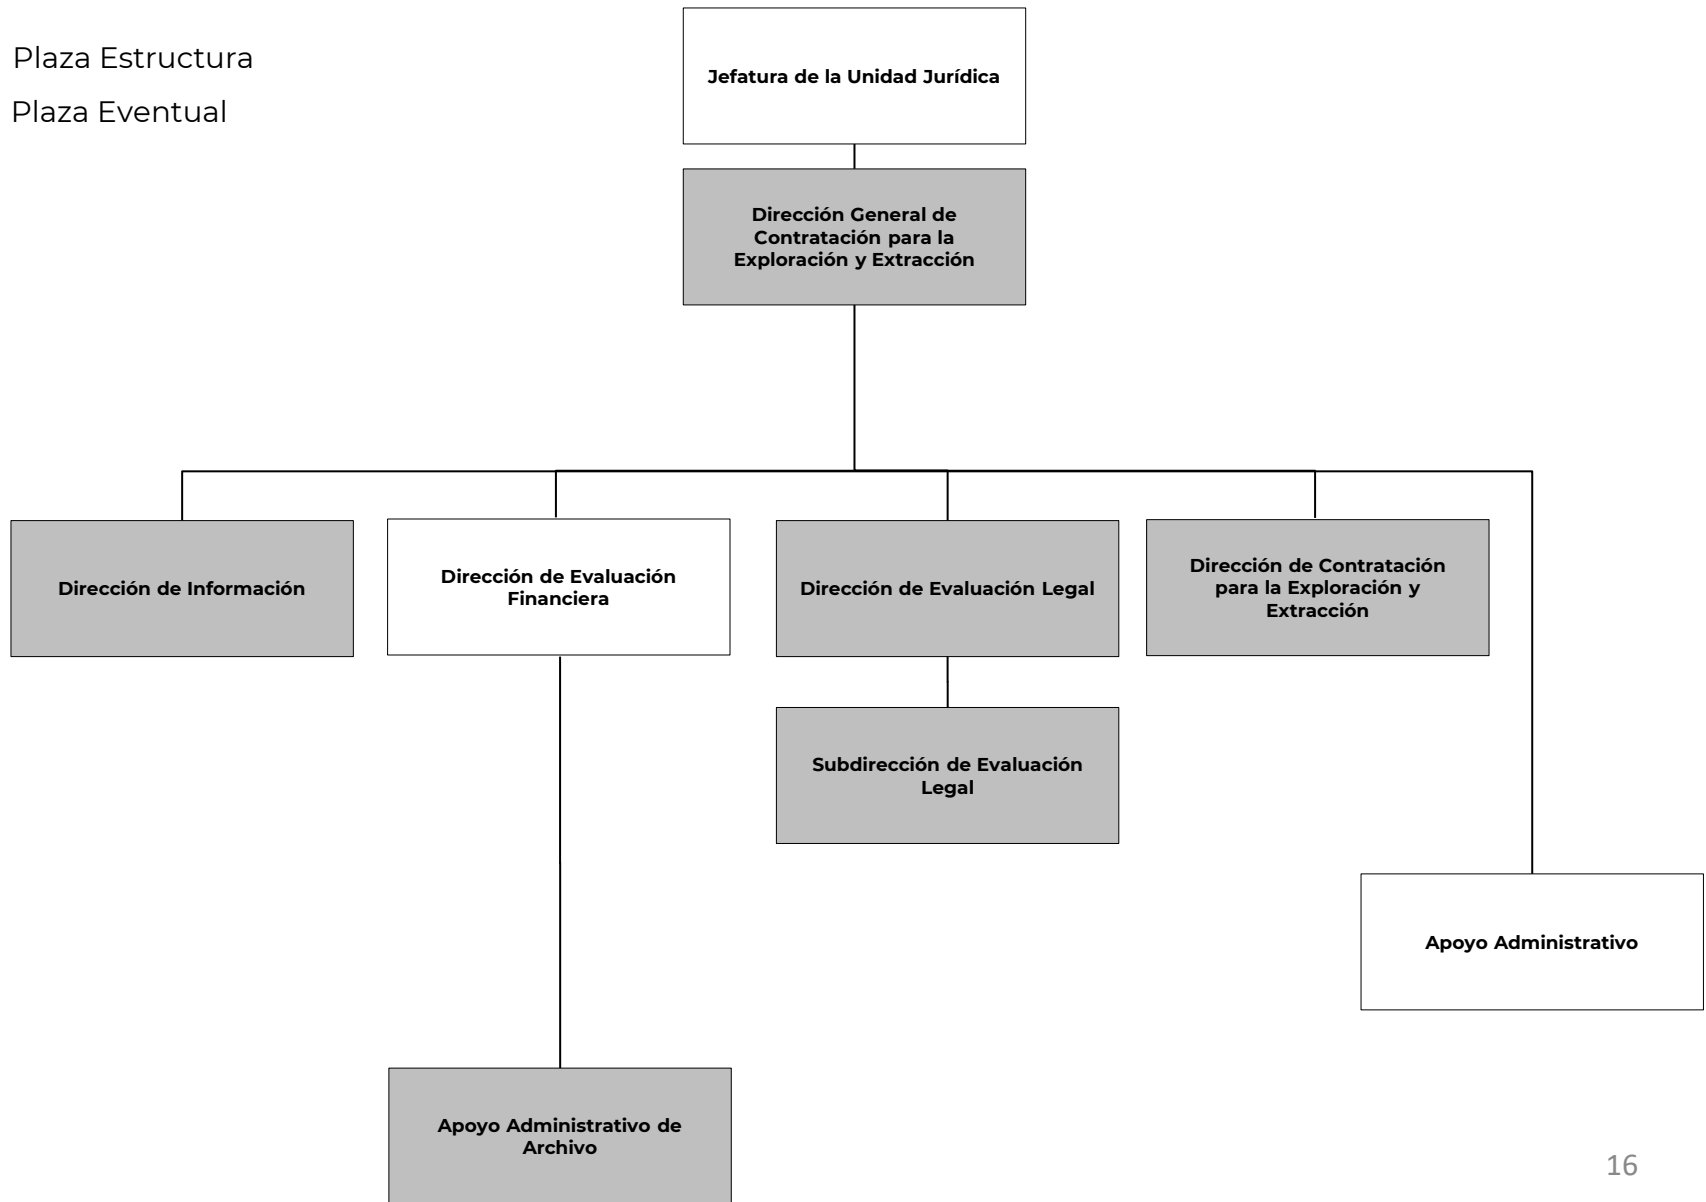 Plaza Estructura
Plaza Eventual
Jefatura de la Unidad Jurídica
Dirección General de
Contratación para la
Exploración y Extracción
Dirección de Información
Dirección de Evaluación
Financiera
Dirección de Evaluación Legal
Dirección de Contratación
para la Exploración y
Extracción
Subdirección de Evaluación
Legal
Apoyo Administrativo
Apoyo Administrativo de
Archivo
16